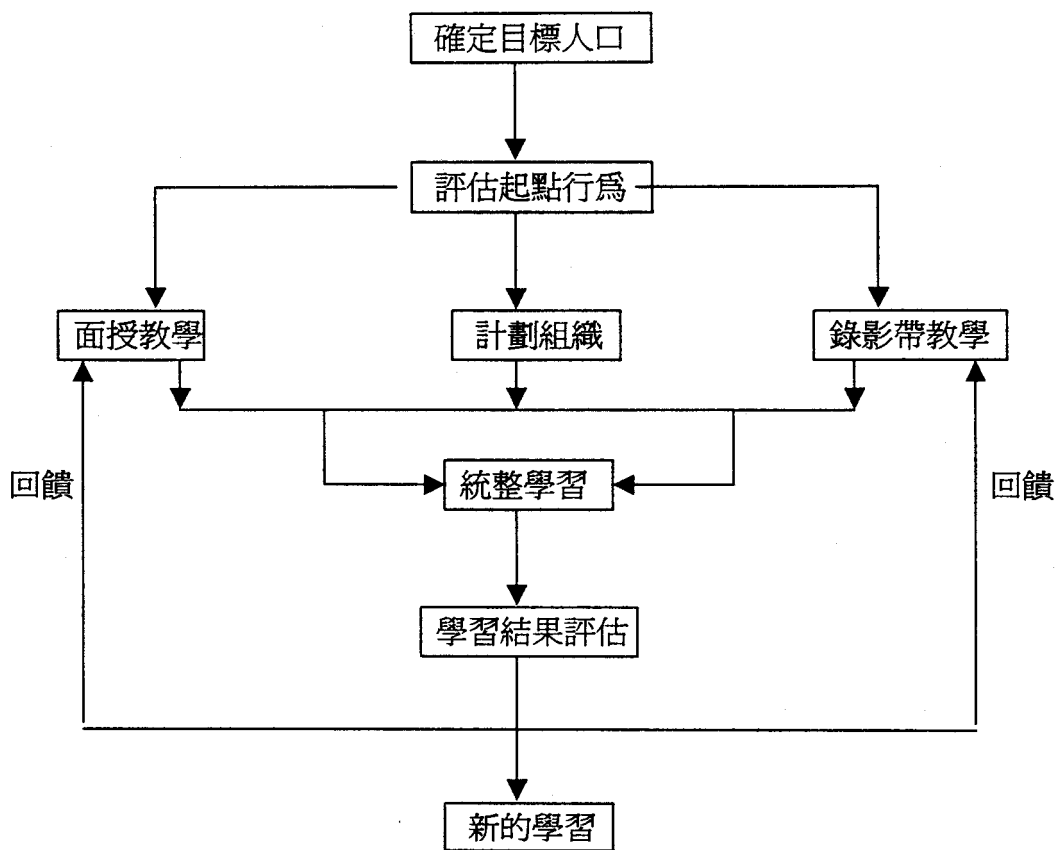 確定目標人口
評估起點行爲
面授教學
計劃組織
錄影帶教學
統整學習
回饋
回饋
學習結果評估
新的學習